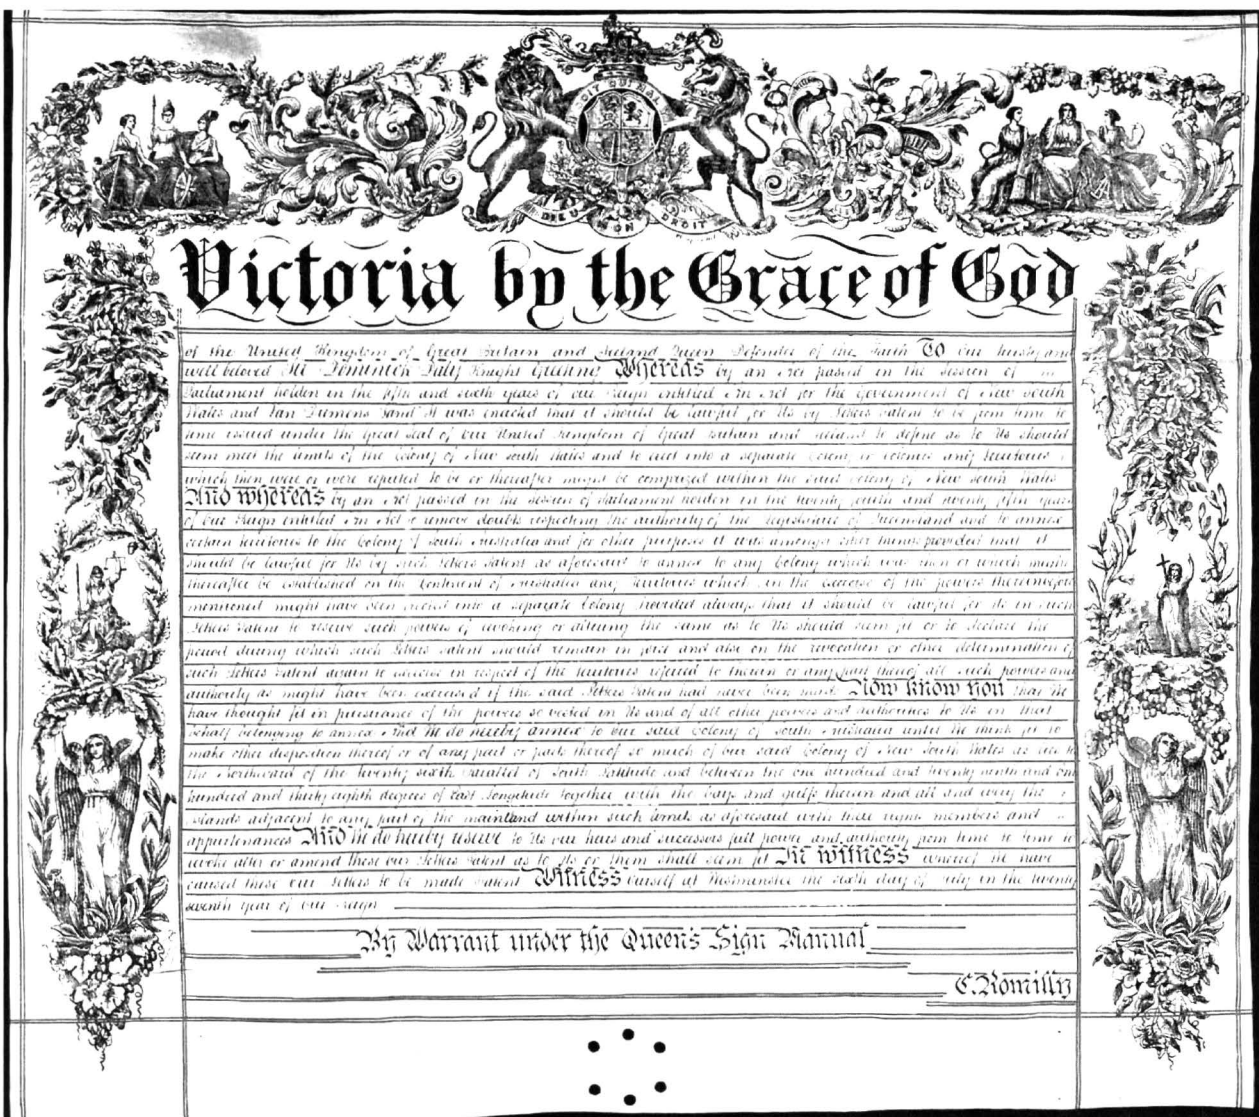 HONI SOIT QUI MAL
DIEU ET MON DROIT
Victoria by the Grace of God
of the United Kingdom of Great Britain and Ireland Queen Defender of the Faith To our trusty and
well beloved Sir Dominick Daly Knight Greeting Whereas by an Act passed in the Session of
Parliament holden in the fifth and sixth years of our Reign entitled An Act for the Government of New South
Wales and Van Diemens Land It was enacted that it should be lawful for Us by Letters Patent to be from time to
time issued under the Great Seal of our United Kingdom of Great Britain and Ireland to define as to Us should
seem meet the limits of the Colony of New South Wales and to erect into a separate Colony or Colonies any territories
which then were or were reputed to be or thereafter might be comprized within the said Colony of New South Wales
And whereas by an Act passed in the Session of Parliament holden in the twenty fourth and twenty fifth years
of our Reign entitled An Act to remove doubts respecting the authority of the Legislature of Queensland and to annex
certain territories to the Colony of South Australia and for other purposes it was amongst other things provided that it
should be lawful for Us by such Letters Patent as aforesaid to annex to any Colony which was then or which might
thereafter be established on the Continent of Australia any territories which in the exercise of the powers thereinbefore
mentioned might have been erected into a separate Colony Provided always that it should be lawful for Us in such
Letters Patent to reserve such powers of revoking or altering the same as to Us should seem fit or to declare the
period during which such Letters Patent should remain in force and also on the revocation or other determination of
such Letters Patent again to exercise in respect of the territories referred to therein or any part thereof all such powers and
authority as might have been exercised if the said Letters Patent had never been made Now Know You that We
have thought fit in pursuance of the powers so vested in Us and of all other powers and authorities to Us in that
behalf belonging to annex And We do hereby annex to our said Colony of South Australia until We think fit to
make other disposition thereof or of any part or parts thereof so much of our said Colony of New South Wales as lies to
the Northward of the twenty sixth Parallel of South Latitude and between the one hundred and twenty ninth and one
hundred and thirty eighth degrees of East Longitude together with the bays and gulfs therein and all and every the
Islands adjacent to any part of the mainland within such limits as aforesaid with their rights members and
appurtenances And We do hereby reserve to Us our heirs and successors full power and authority from time to time to
revoke alter or amend these our Letters Patent as to Us or them shall seem fit In witness whereof We have
caused these our Letters to be made Patent Witness Ourself at Westminster the sixth day of July in the twenty
seventh year of our Reign
By Warrant under the Queen's Sign Manual
C. Romilly